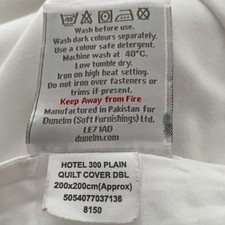 Wash before use.
Wash dark colours separately.
Use a colour safe detergent.
Machine wash at 40°C.
Low tumble dry.
Iron on high heat setting.
Do not iron over fasteners or
trims if present.
Keep Away from Fire
Manufactured in Pakistan for
Dunelm (Soft Furnishings) Ltd.
LE7 1AD
dunelm.com
HOTEL 300 PLAIN
QUILT COVER DBL
200x200cm(Approx)
5054077037136
8150